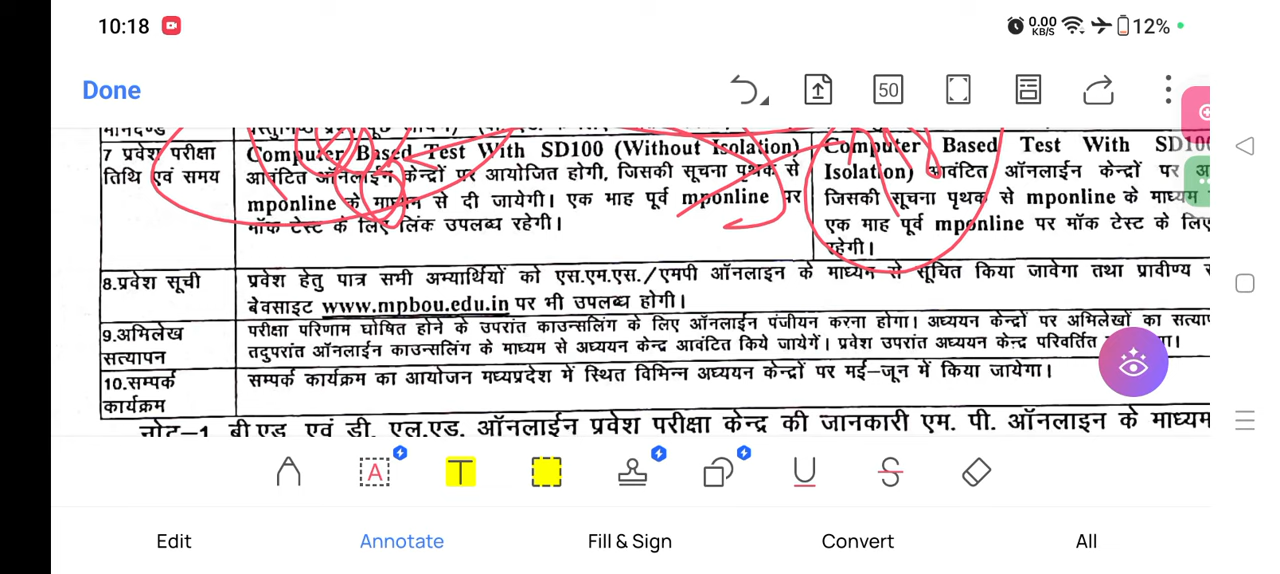 10:18
0.00 KB/S
12%
Done
50
मानदण्ड
7 प्रवेश परीक्षा
तिथि एवं समय
Computer Based Test With SD100 (Without Isolation)
आवंटित ऑनलाईन केन्द्रों पर आयोजित होगी, जिसकी सूचना पृथक से
mponline के माध्यम से दी जायेगी। एक माह पूर्व mponline पर
मॉक टेस्ट के लिए लिंक उपलब्ध रहेगी।
Computer Based Test With SD100
Isolation) आवंटित ऑनलाईन केन्द्रों पर
जिसकी सूचना पृथक से mponline के माध्यम
एक माह पूर्व mponline पर मॉक टेस्ट के लिए
रहेगी।
8.प्रवेश सूची
प्रवेश हेतु पात्र सभी अभ्यार्थियों को एस.एम.एस./एमपी ऑनलाइन के माध्यम से सूचित किया जावेगा तथा प्रावीण्य
बेवसाइट www.mpbou.edu.in पर भी उपलब्ध होगी।
9.अभिलेख
सत्यापन
परीक्षा परिणाम घोषित होने के उपरांत काउन्सलिंग के लिए ऑनलाईन पंजीयन करना होगा। अध्ययन केन्द्रों पर अभिलेखों का
तदुपरांत ऑनलाईन काउन्सलिंग के माध्यम से अध्ययन केन्द्र आवंटित किये जायेगें। प्रवेश उपरांत अध्ययन केन्द्र परिवर्तित
10.सम्पर्क
कार्यक्रम
सम्पर्क कार्यक्रम का आयोजन मध्यप्रदेश में स्थित विभिन्न अध्ययन केन्द्रों पर मई–जून में किया जायेगा।
नोट–1 बी.एड. एवं डी. एल.एड. ऑनलाईन प्रवेश परीक्षा केन्द्र की जानकारी एम. पी. ऑनलाइन के माध्यम
A
T
U
S
Edit
Annotate
Fill & Sign
Convert
All